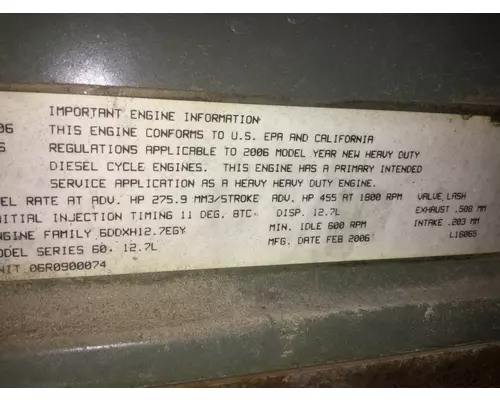 IMPORTANT ENGINE INFORMATION
06 THIS ENGINE CONFORMS TO U.S. EPA AND CALIFORNIA
REGULATIONS APPLICABLE TO 2006 MODEL YEAR NEW HEAVY DUTY
DIESEL CYCLE ENGINES. THIS ENGINE HAS A PRIMARY INTENDED
SERVICE APPLICATION AS A HEAVY HEAVY DUTY ENGINE.
EL RATE AT ADV. HP 275.9 MM3/STROKE ADV. HP 455 AT 1800 RPM VALVE LASH
NITIAL INJECTION TIMING 11 DEG. BTC DISP. 12.7L EXHAUST .508 MM
NGINE FAMILY 6DDXH12.7EGY MIN. IDLE 600 RPM INTAKE .203 MM
ODEL SERIES 60, 12.7L MFG. DATE FEB 2006 L16065
NIT 06R0900074